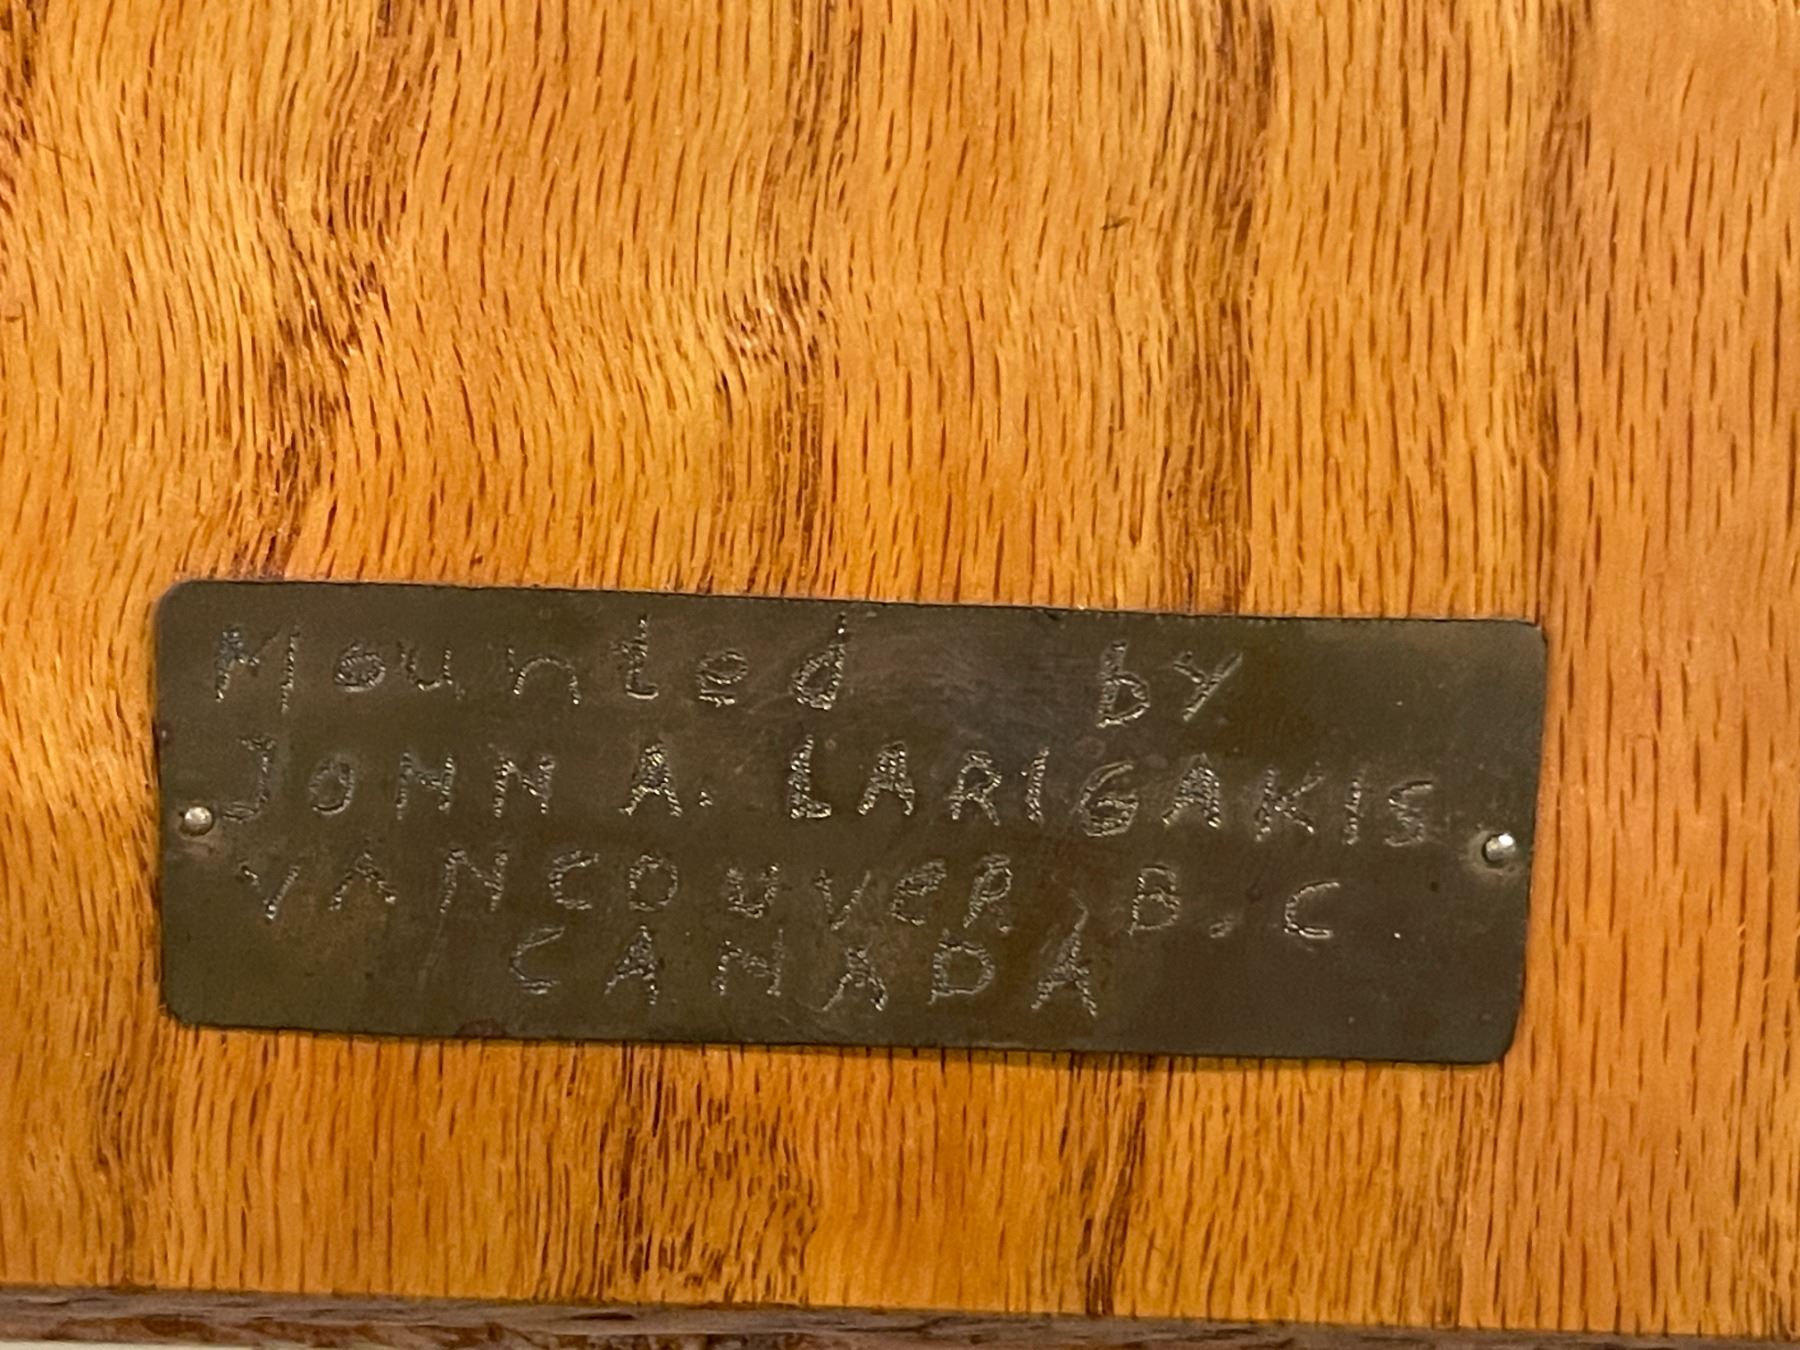 Mounted by
JOHN A. LARIGAKIS
VANCOUVER, B.C
CANADA